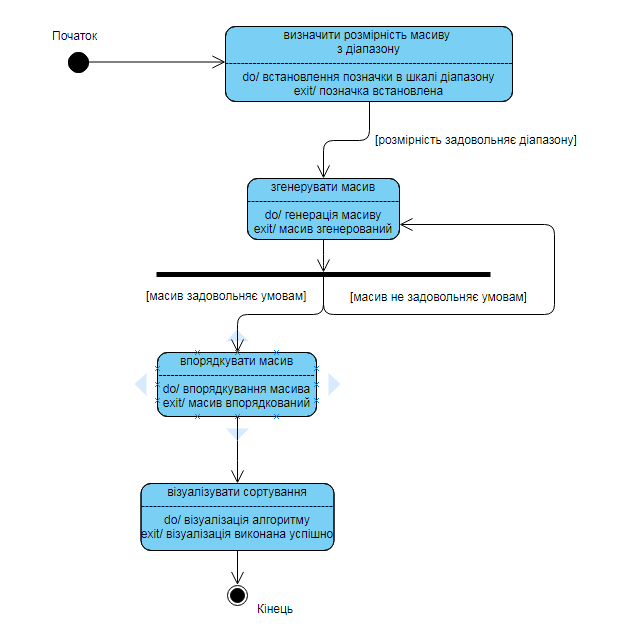 Початок
визначити розмірність масиву
з діапазону
do/ встановлення позначки в шкалі діапазону
exit/ позначка встановлена
[розмірність задовольняє діапазону]
згенерувати масив
do/ генерація масиву
exit/ масив згенерований
[масив задовольняє умовам]
[масив не задовольняє умовам]
впорядкувати масив
do/ впорядкування масива
exit/ масив впорядкований
візуалізувати сортування
do/ візуалізація алгоритму
exit/ візуалізація виконана успішно
Кінець